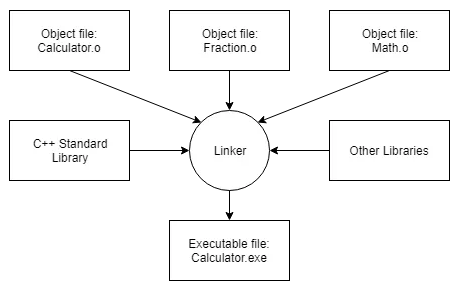 Object file:
Calculator.o
Object file:
Fraction.o
Object file:
Math.o
C++ Standard
Library
Linker
Other Libraries
Executable file:
Calculator.exe